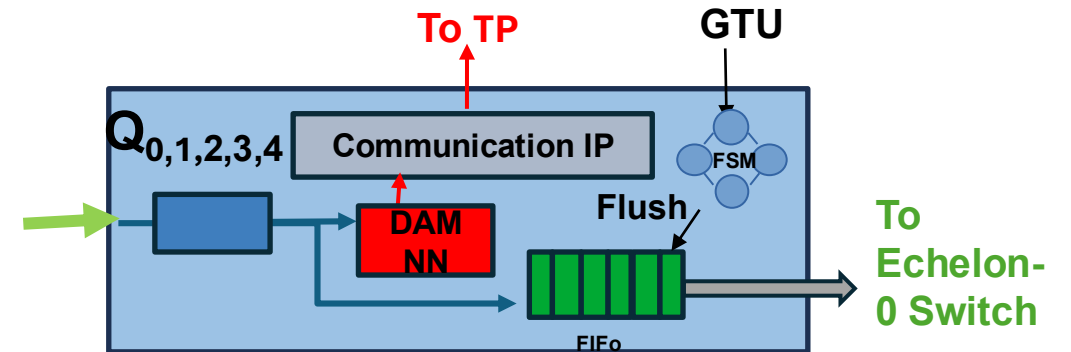 To TP
GTU
Q0,1,2,3,4
Communication IP
FSM
Flush
DAM
NN
To
Echelon-
0 Switch
FIFo